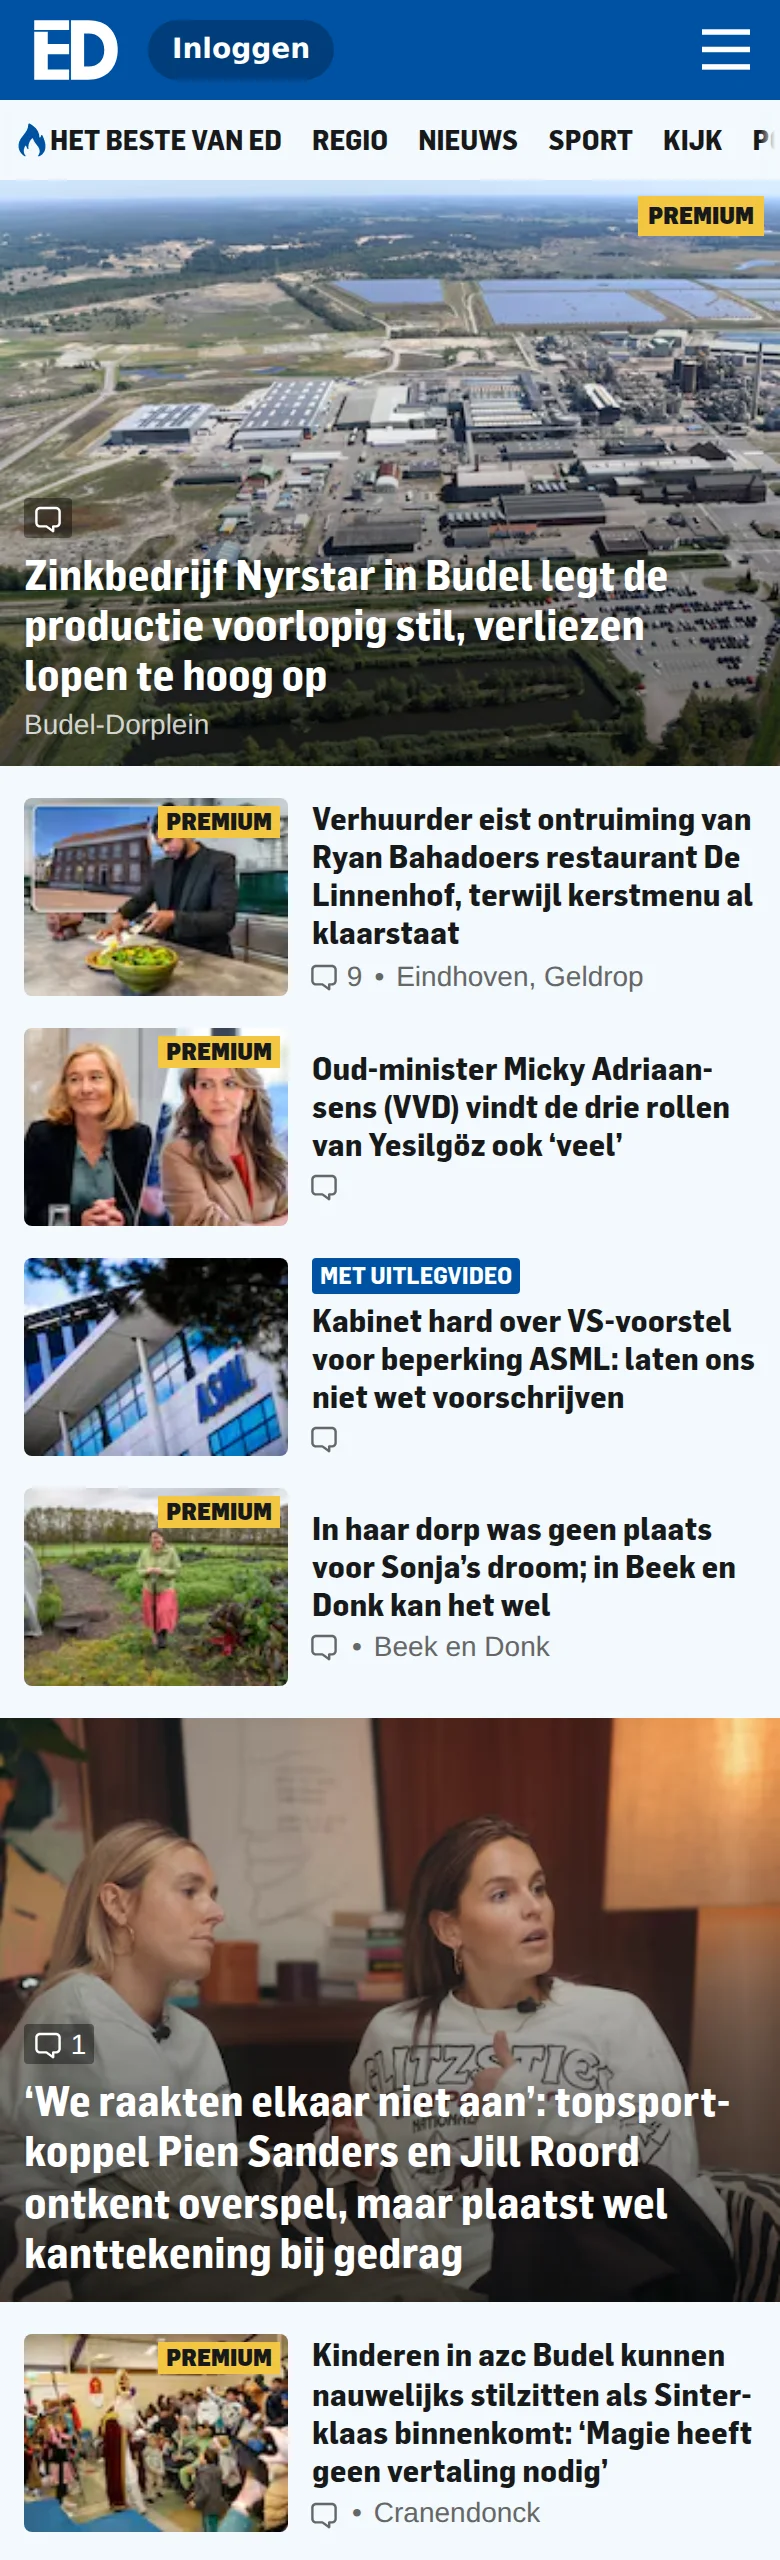 ED
Inloggen
HET BESTE VAN ED REGIO NIEUWS SPORT KIJK
PREMIUM
Zinkbedrijf Nyrstar in Budel legt de
productie voorlopig stil, verliezen
lopen te hoog op
Budel-Dorplein
PREMIUM
Verhuurder eist ontruiming van
Ryan Bahadoers restaurant De
Linnenhof, terwijl kerstmenu al
klaarstaat
9 • Eindhoven, Geldrop
PREMIUM
Oud-minister Micky Adriaan-
sens (VVD) vindt de drie rollen
van Yesilgöz ook ‘veel’
MET UITLEGVIDEO
Kabinet hard over VS-voorstel
voor beperking ASML: laten ons
niet wet voorschrijven
ASML
PREMIUM
In haar dorp was geen plaats
voor Sonja’s droom; in Beek en
Donk kan het wel
• Beek en Donk
1
‘We raakten elkaar niet aan’: topsport-
koppel Pien Sanders en Jill Roord
ontkent overspel, maar plaatst wel
kanttekening bij gedrag
PREMIUM
Kinderen in azc Budel kunnen
nauwelijks stilzitten als Sinter-
klaas binnenkomt: ‘Magie heeft
geen vertaling nodig’
• Cranendonck